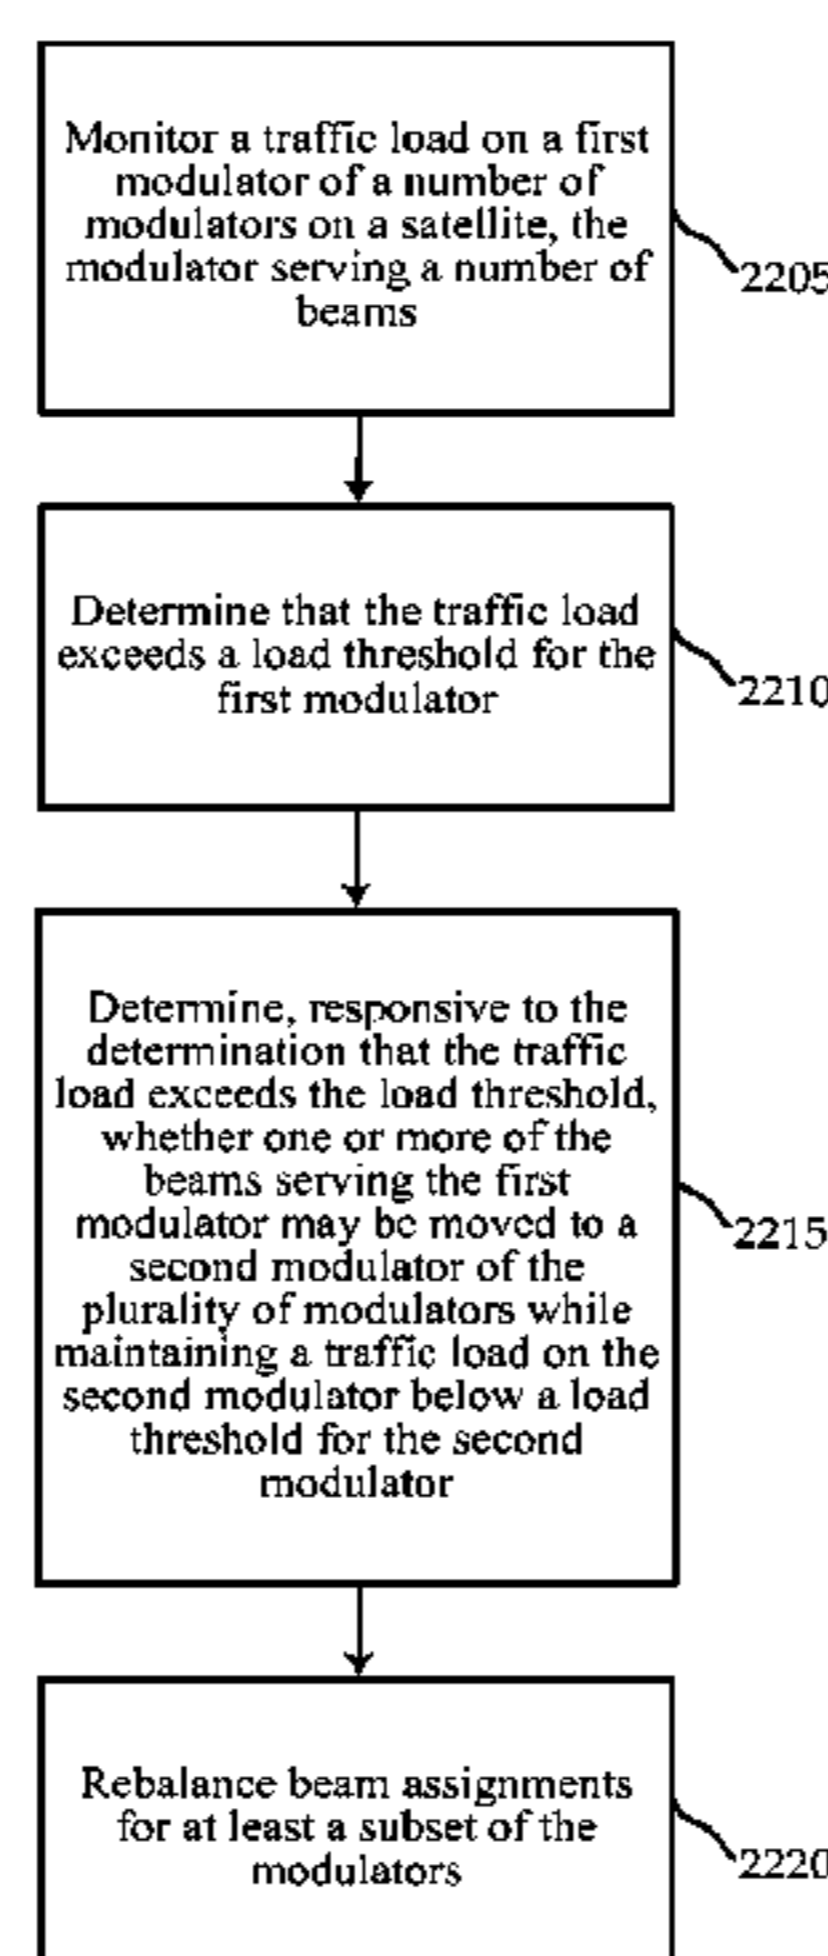 Monitor a traffic load on a first
modulator of a number of
modulators on a satellite, the
modulator serving a number of
beams
2205
Determine that the traffic load
exceeds a load threshold for the
first modulator
2210
Determine, responsive to the
determination that the traffic
load exceeds the load threshold,
whether one or more of the
beams serving the first
modulator may be moved to a
second modulator of the
plurality of modulators while
maintaining a traffic load on the
second modulator below a load
threshold for the second
modulator
2215
Rebalance beam assignments
for at least a subset of the
modulators
2220